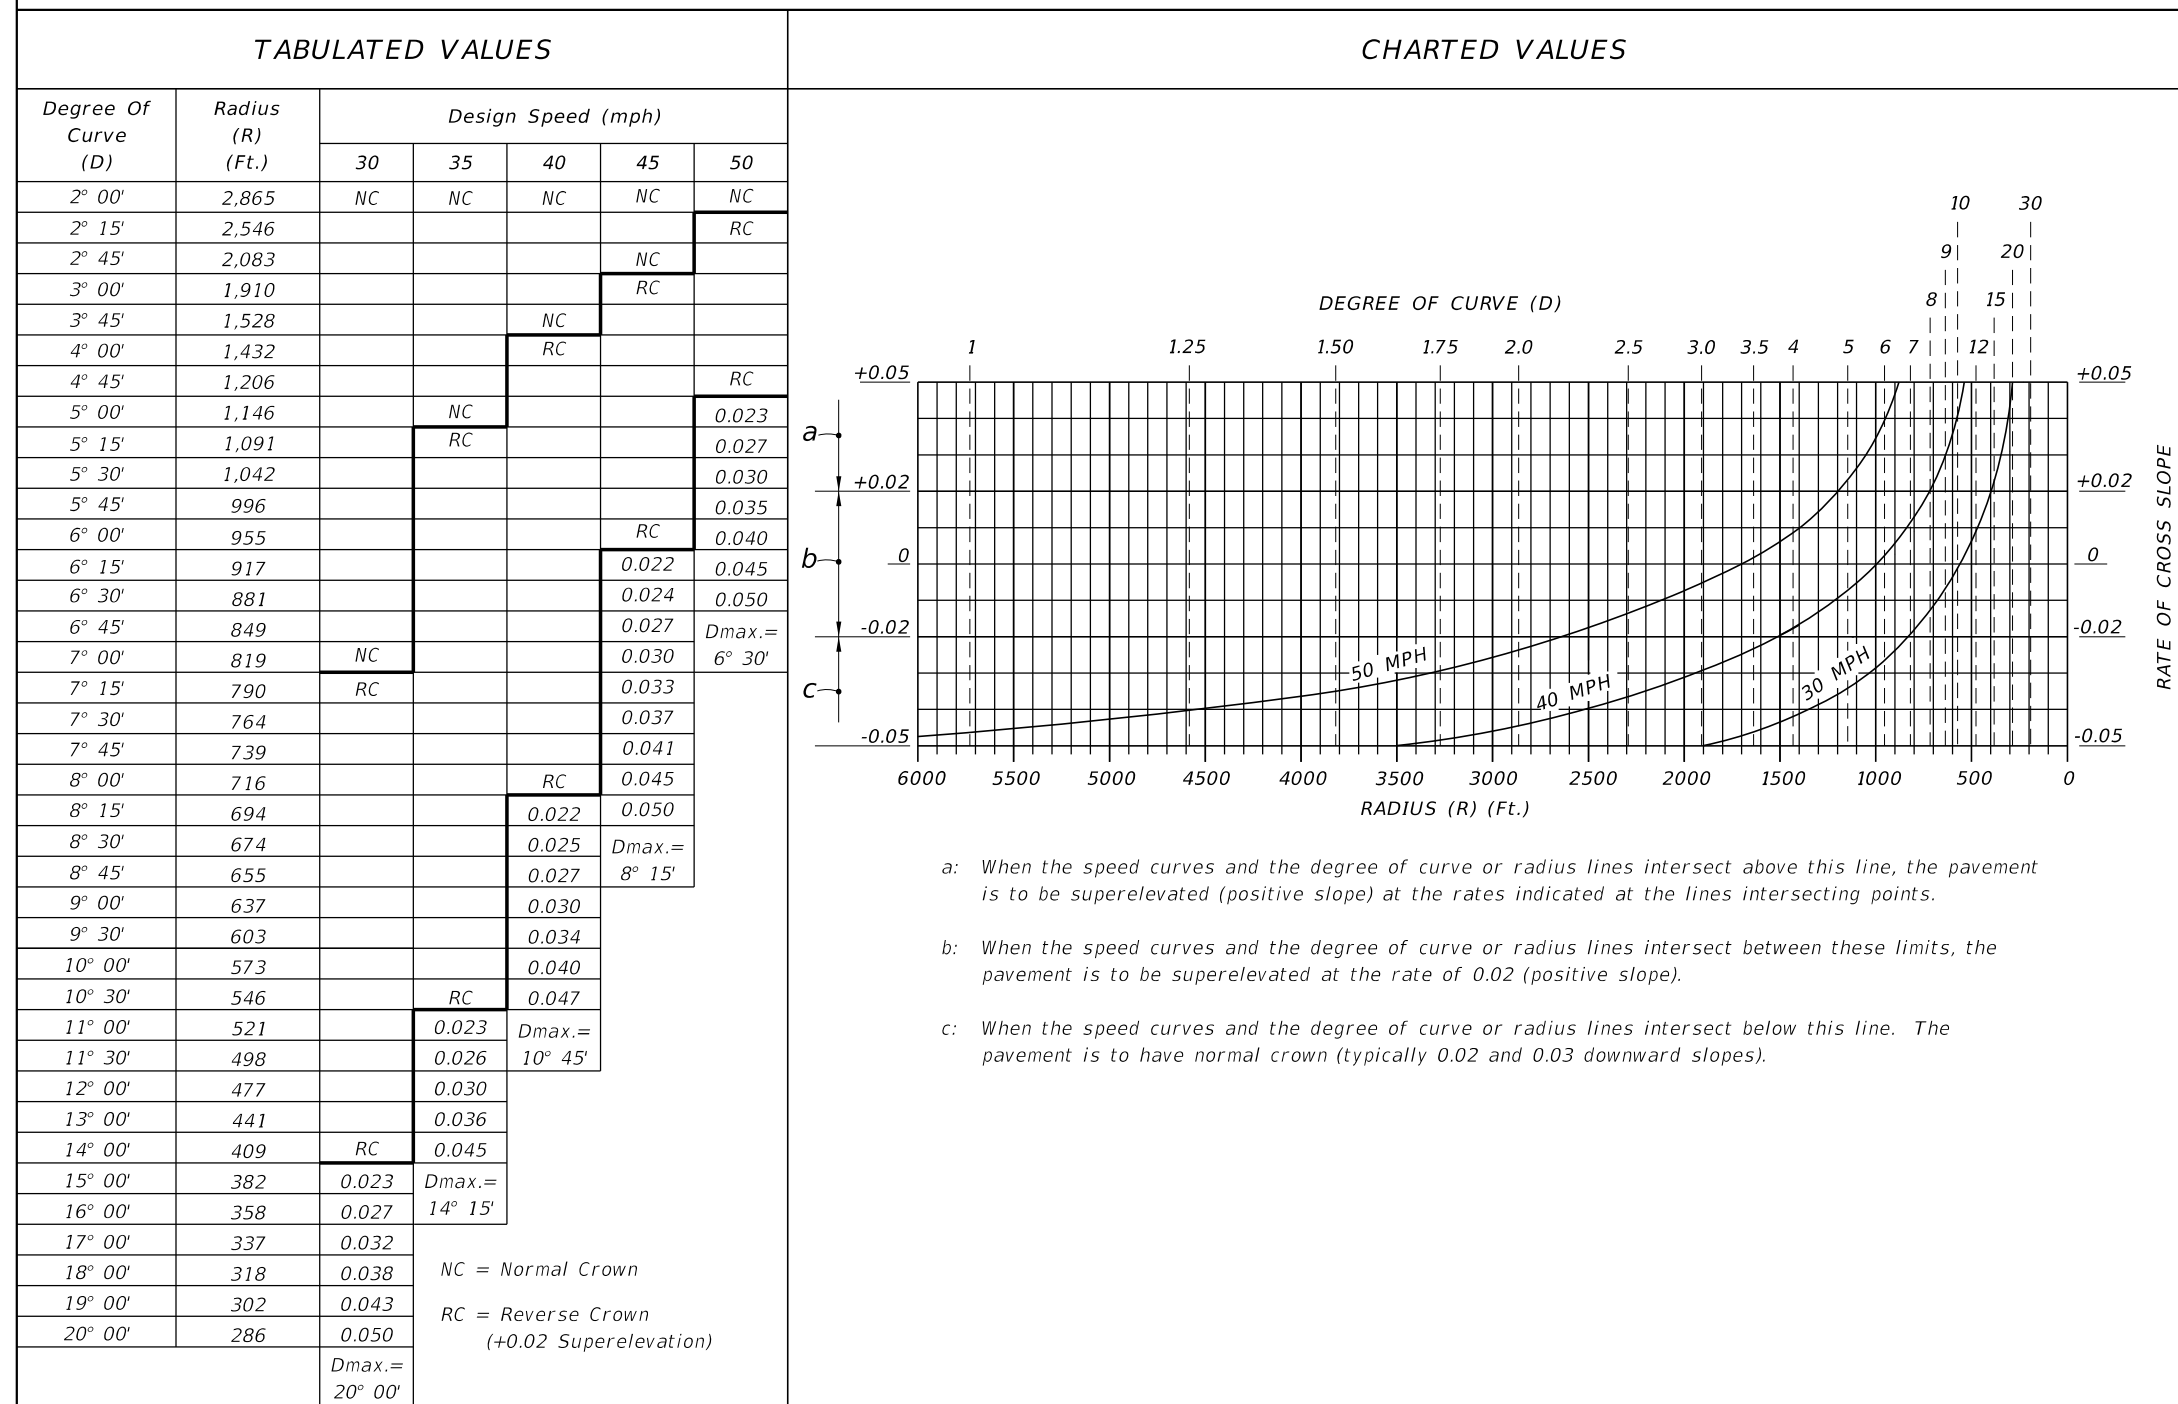 TABULATED VALUES
Degree Of Curve (D) Radius (R) (Ft.) Design Speed (mph)
30 35 40 45 50
2° 00' 2,865 NC NC NC NC NC
2° 15' 2,546 RC
2° 45' 2,083 NC
3° 00' 1,910 RC
3° 45' 1,528 NC
4° 00' 1,432 RC
4° 45' 1,206 RC
5° 00' 1,146 NC 0.023
5° 15' 1,091 RC 0.027
5° 30' 1,042 0.030
5° 45' 996 0.035
6° 00' 955 RC 0.040
6° 15' 917 0.022 0.045
6° 30' 881 0.024 0.050
6° 45' 849 0.027 Dmax.=
7° 00' 819 NC 0.030 6° 30'
7° 15' 790 RC 0.033
7° 30' 764 0.037
7° 45' 739 0.041
8° 00' 716 RC 0.045
8° 15' 694 0.022 0.050
8° 30' 674 0.025 Dmax.=
8° 45' 655 0.027 8° 15'
9° 00' 637 0.030
9° 30' 603 0.034
10° 00' 573 0.040
10° 30' 546 RC 0.047
11° 00' 521 0.023 Dmax.=
11° 30' 498 0.026 10° 45'
12° 00' 477 0.030
13° 00' 441 0.036
14° 00' 409 RC 0.045
15° 00' 382 0.023 Dmax.=
16° 00' 358 0.027 14° 15'
17° 00' 337 0.032
18° 00' 318 0.038
19° 00' 302 0.043
20° 00' 286 0.050
Dmax.=
20° 00'
NC = Normal Crown
RC = Reverse Crown
(+0.02 Superelevation)
CHARTED VALUES
10 30
9 20
8 15
DEGREE OF CURVE (D)
1 1.25 1.50 1.75 2.0 2.5 3.0 3.5 4 5 6 7 12
+0.05 +0.05
a
+0.02 +0.02
b 0 0
-0.02 -0.02
c
-0.05 -0.05
50 MPH
40 MPH
30 MPH
RATE OF CROSS SLOPE
6000 5500 5000 4500 4000 3500 3000 2500 2000 1500 1000 500 0
RADIUS (R) (Ft.)
a: When the speed curves and the degree of curve or radius lines intersect above this line, the pavement
is to be superelevated (positive slope) at the rates indicated at the lines intersecting points.
b: When the speed curves and the degree of curve or radius lines intersect between these limits, the
pavement is to be superelevated at the rate of 0.02 (positive slope).
c: When the speed curves and the degree of curve or radius lines intersect below this line. The
pavement is to have normal crown (typically 0.02 and 0.03 downward slopes).